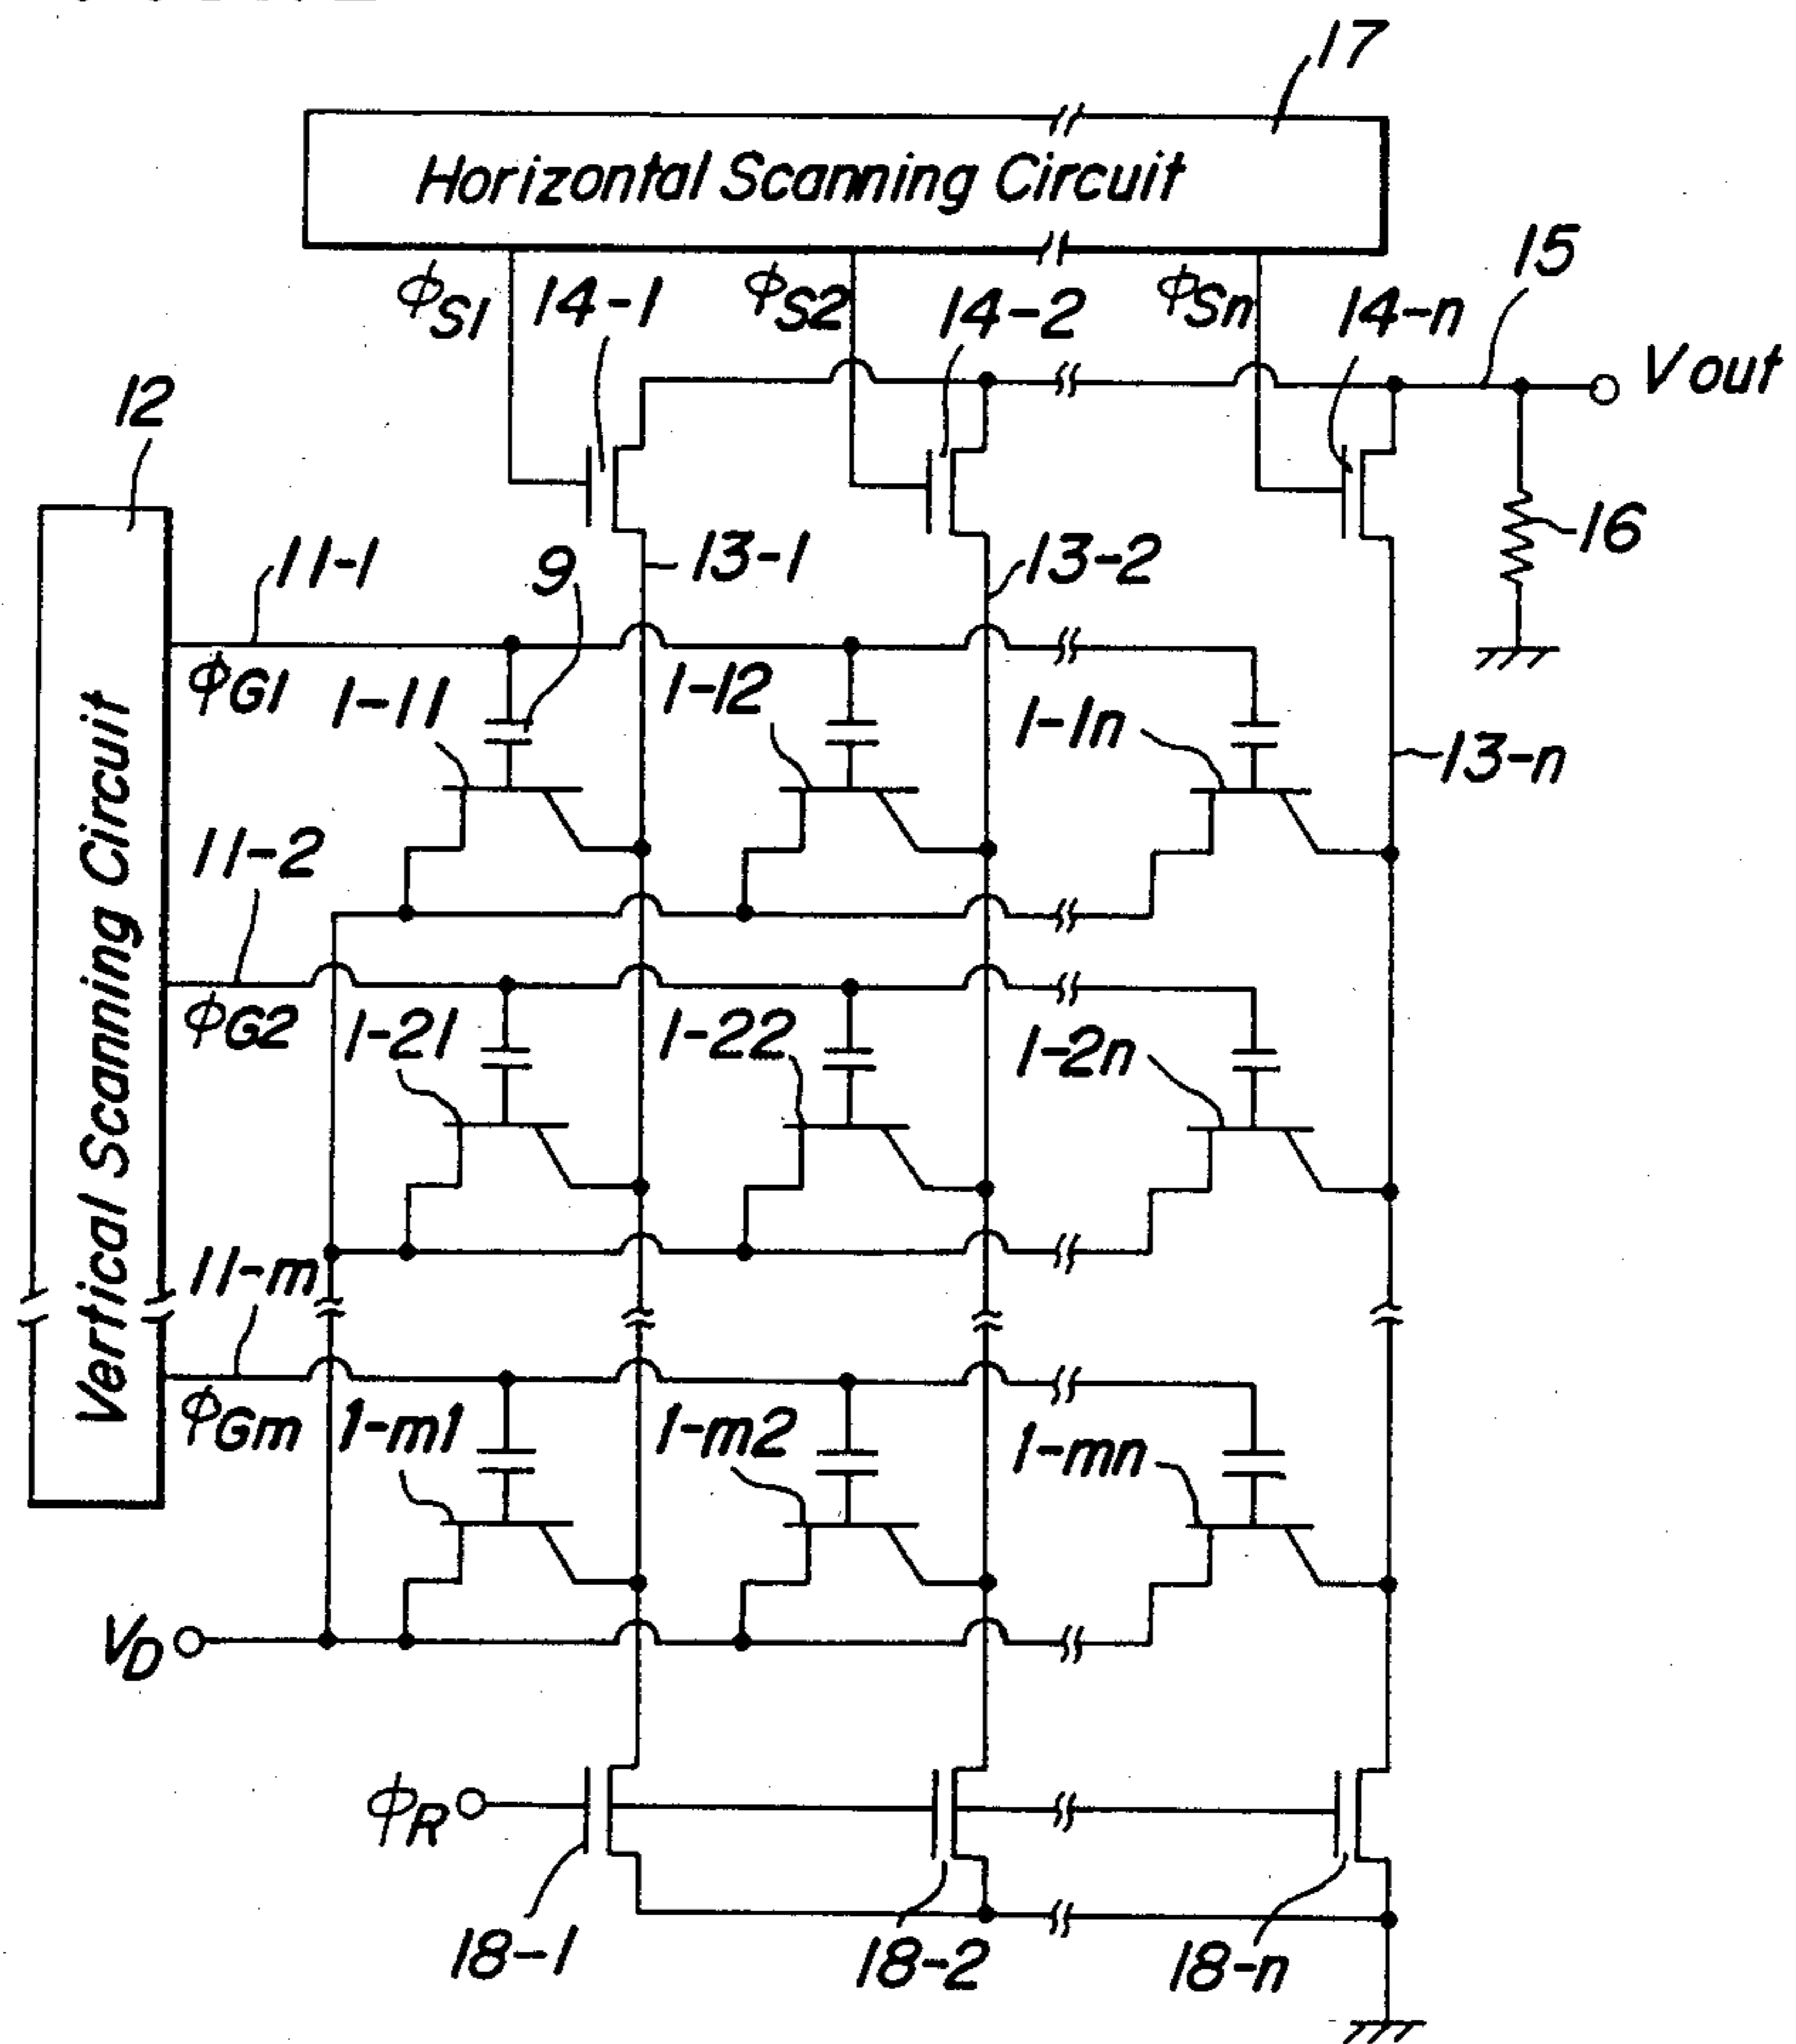 17
Horizontal Scanning Circuit
ϕS1 14-1 ϕS2 14-2 ϕSn 14-n 15
Vout
12
16
11-1 9 13-1 13-2
ϕG1 1-11 1-12 1-1n
13-n
Vertical Scanning Circuit
11-2
ϕG2 1-21 1-22 1-2n
11-m
ϕGm 1-m1 1-m2 1-mn
VD
ϕR
18-1 18-2 18-n